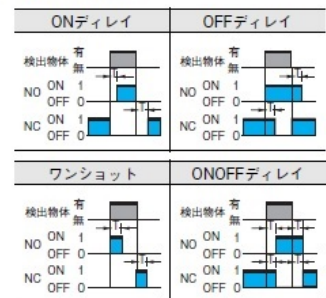 ONディレイ
OFFディレイ
検出物体 有
無
T
NO ON 1
OFF 0
T
NC ON 1
OFF 0
検出物体 有
無
T
NO ON 1
OFF 0
T
NC ON 1
OFF 0
ワンショット
ONOFFディレイ
検出物体 有
無
T
NO ON 1
OFF 0
T
NC ON 1
OFF 0
検出物体 有
無
T T
NO ON 1
OFF 0
T T
NC ON 1
OFF 0